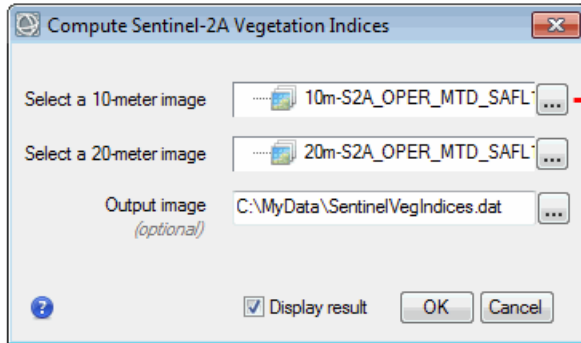 Compute Sentinel-2A Vegetation Indices
Select a 10-meter image 10m-S2A_OPER_MTD_SAFL ...
Select a 20-meter image 20m-S2A_OPER_MTD_SAFL ...
Output image C:\MyData\SentinelVegIndices.dat ...
(optional)
? Display result OK Cancel